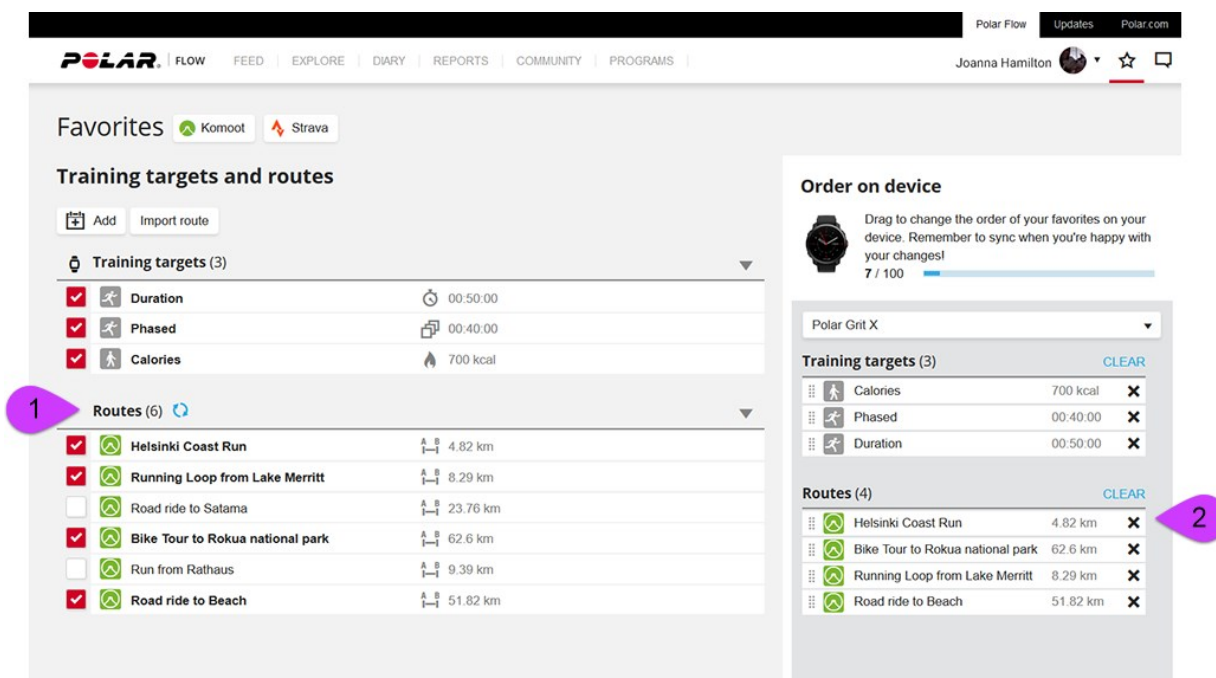 Polar Flow Updates Polar.com
POLAR. FLOW FEED EXPLORE DIARY REPORTS COMMUNITY PROGRAMS Joanna Hamilton
Favorites Komoot Strava
Training targets and routes
Add Import route
Training targets (3)
Duration 00:50:00
Phased 00:40:00
Calories 700 kcal
1
Routes (6)
Helsinki Coast Run A B 4.82 km
Running Loop from Lake Merritt A B 8.29 km
Road ride to Satama A B 23.76 km
Bike Tour to Rokua national park A B 62.6 km
Run from Rathaus A B 9.39 km
Road ride to Beach A B 51.82 km
Order on device
Drag to change the order of your favorites on your
device. Remember to sync when you're happy with
your changes!
7 / 100
Polar Grit X
Training targets (3) CLEAR
Calories 700 kcal
Phased 00:40:00
Duration 00:50:00
Routes (4) CLEAR
Helsinki Coast Run 4.82 km
2
Bike Tour to Rokua national park 62.6 km
Running Loop from Lake Merritt 8.29 km
Road ride to Beach 51.82 km